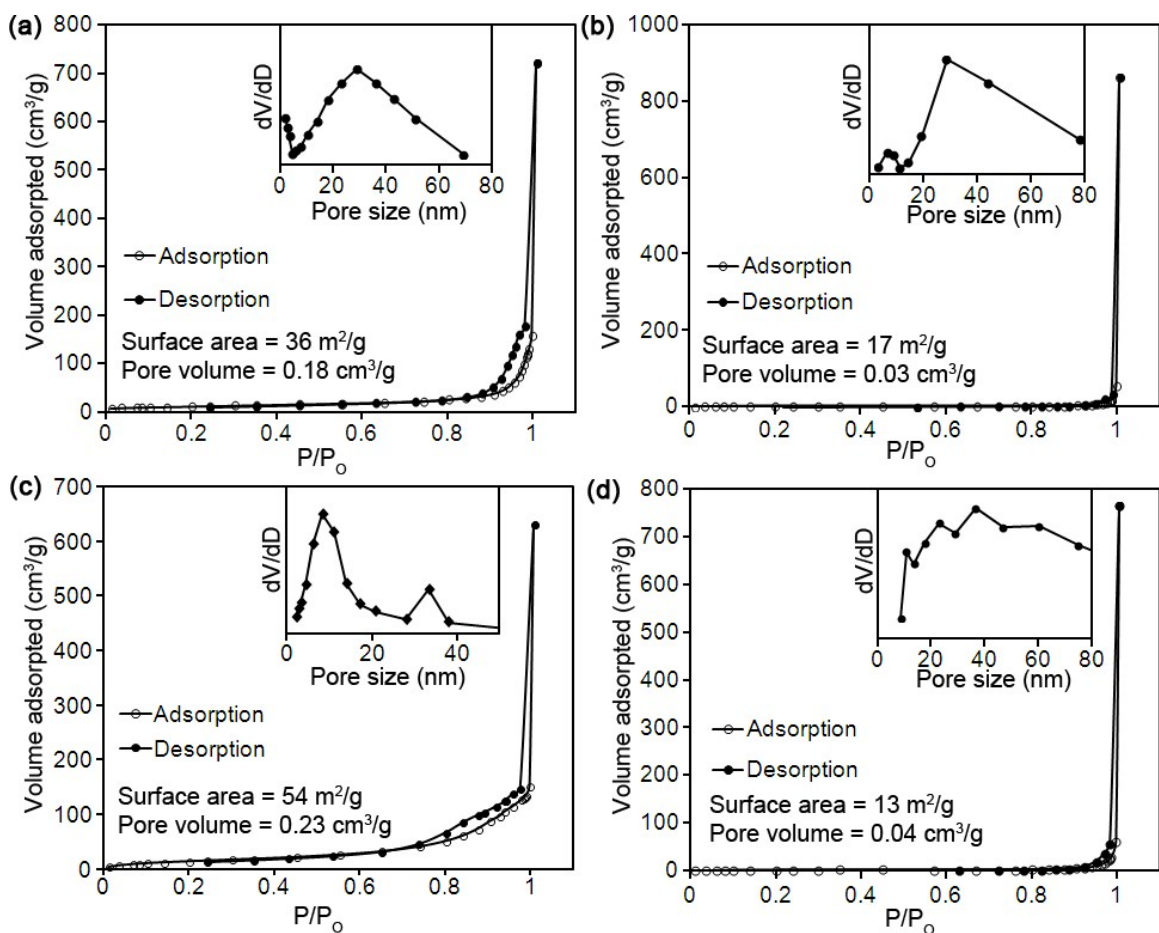 (a)
800
700
600
500
400
300
200
100
0
Volume adsorpted (cm³/g)
dV/dD
0 20 40 60 80
Pore size (nm)
Adsorption
Desorption
Surface area = 36 m²/g
Pore volume = 0.18 cm³/g
0 0.2 0.4 0.6 0.8 1
P/P₀
(b)
1000
800
600
400
200
0
Volume adsorpted (cm³/g)
dV/dD
0 20 40 60 80
Pore size (nm)
Adsorption
Desorption
Surface area = 17 m²/g
Pore volume = 0.03 cm³/g
0 0.2 0.4 0.6 0.8 1
P/P₀
(c)
700
600
500
400
300
200
100
0
Volume adsorpted (cm³/g)
dV/dD
0 20 40
Pore size (nm)
Adsorption
Desorption
Surface area = 54 m²/g
Pore volume = 0.23 cm³/g
0 0.2 0.4 0.6 0.8 1
P/P₀
(d)
800
700
600
500
400
300
200
100
0
Volume adsorpted (cm³/g)
dV/dD
0 20 40 60 80
Pore size (nm)
Adsorption
Desorption
Surface area = 13 m²/g
Pore volume = 0.04 cm³/g
0 0.2 0.4 0.6 0.8 1
P/P₀